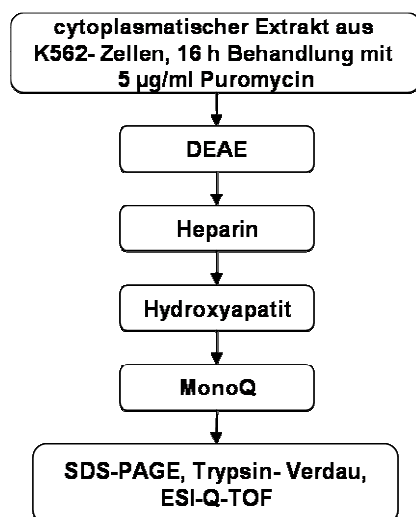 cytoplasmatischer Extrakt aus
K562- Zellen, 16 h Behandlung mit
5 µg/ml Puromycin
DEAE
Heparin
Hydroxyapatit
MonoQ
SDS-PAGE, Trypsin- Verdau,
ESI-Q-TOF